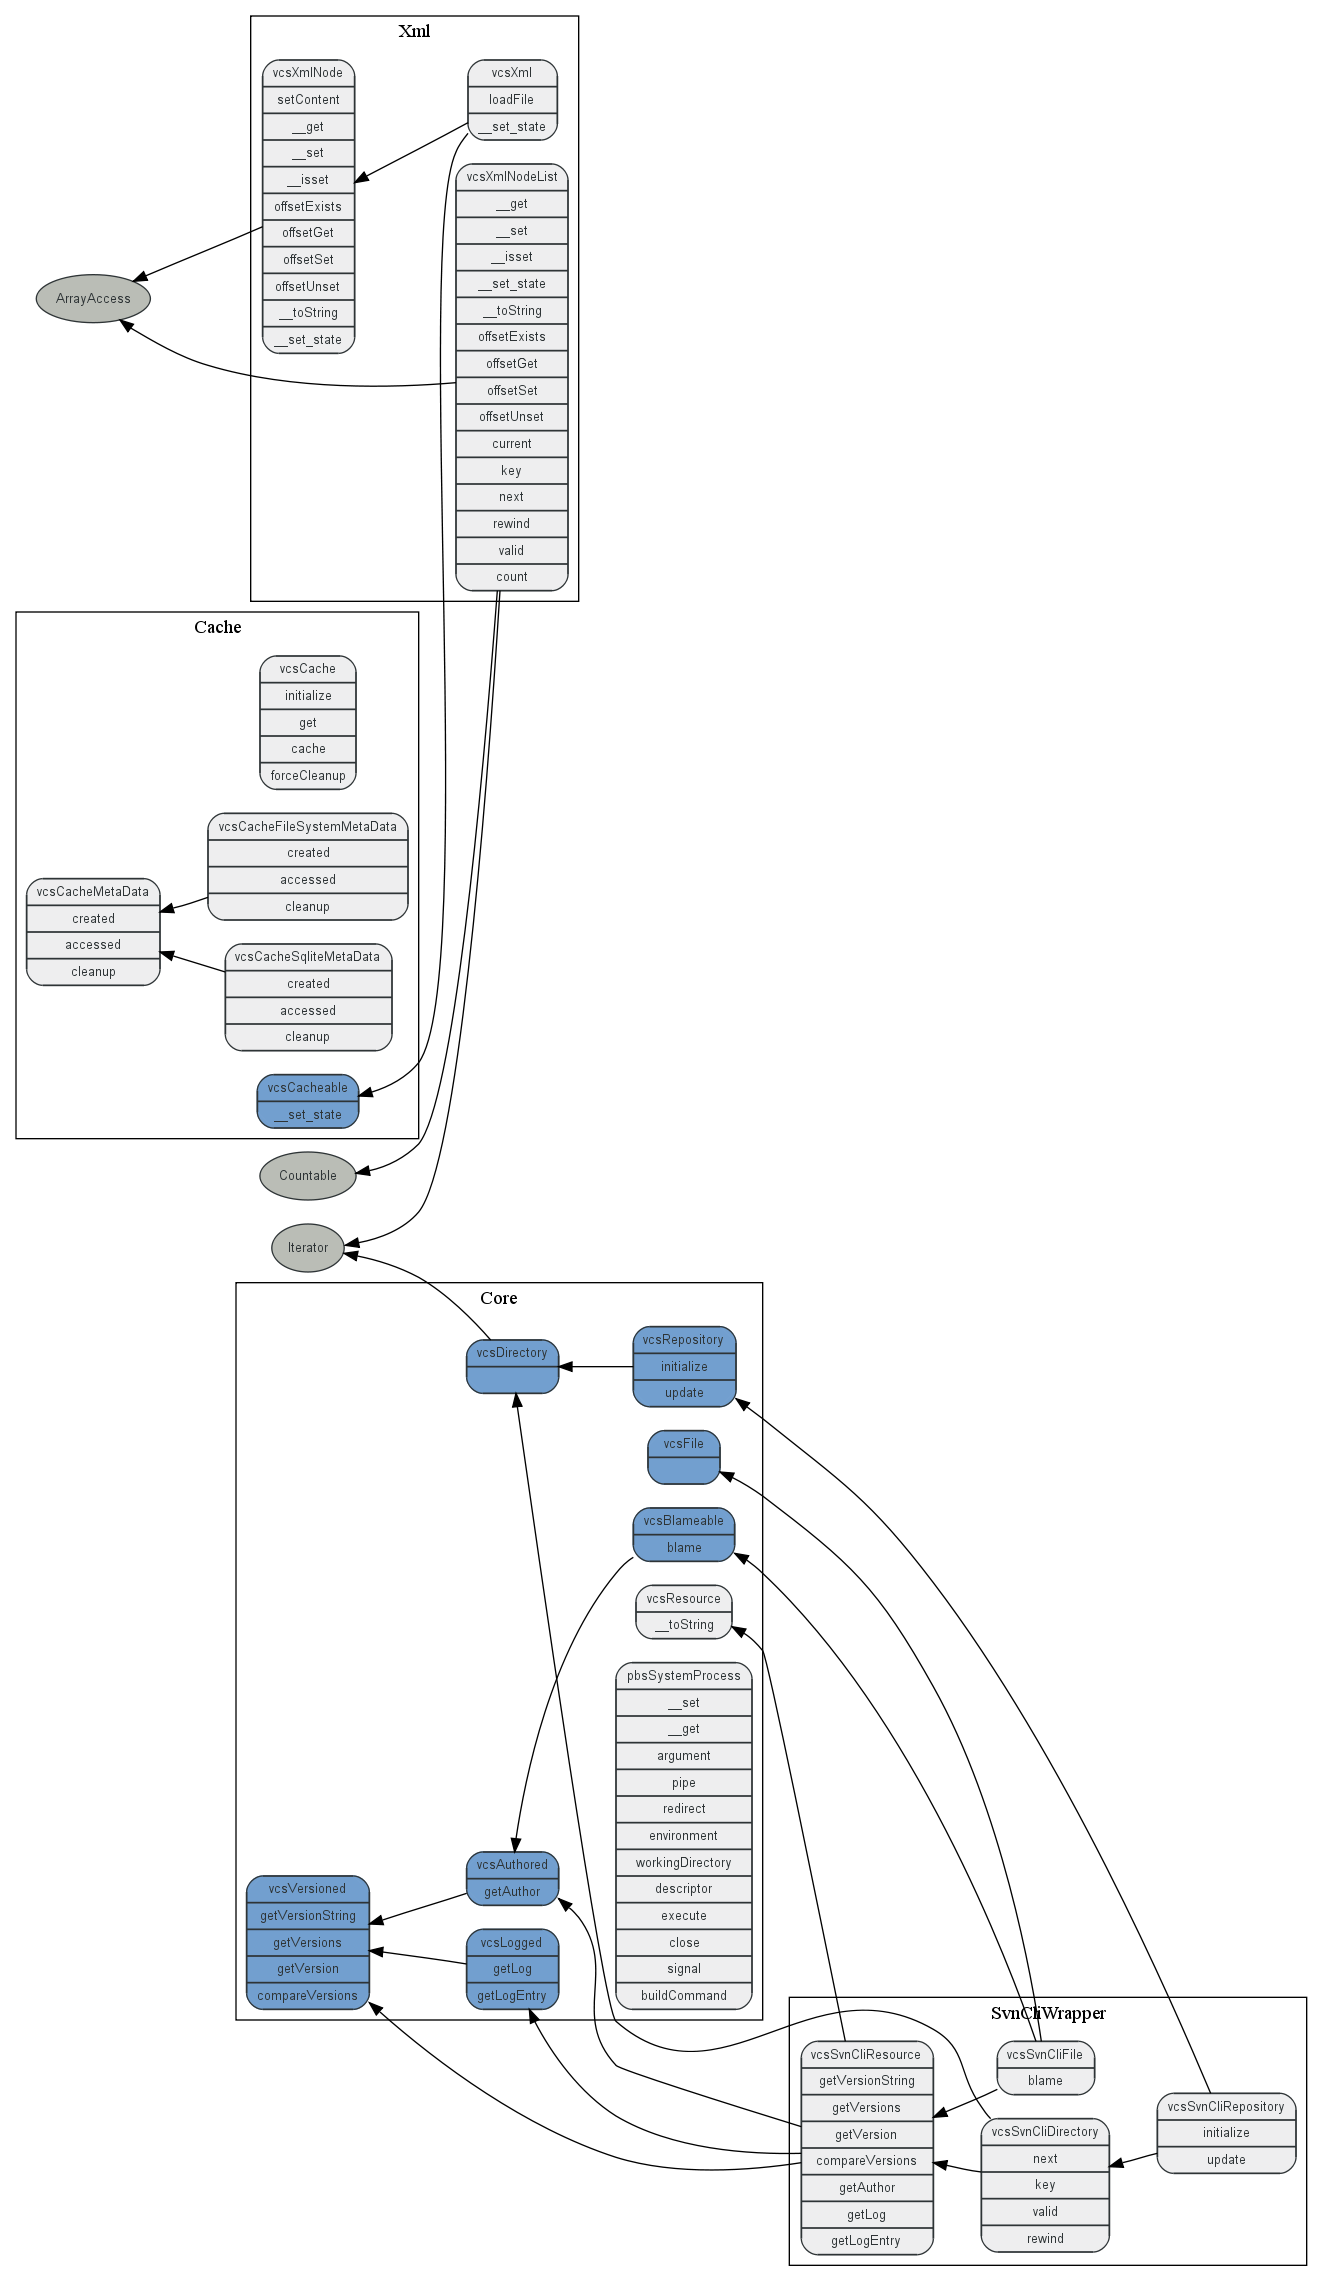 Xml
vcsXmlNode
setContent
__get
__set
__isset
offsetExists
offsetGet
offsetSet
offsetUnset
__toString
__set_state
vcsXml
loadFile
__set_state
vcsXmlNodeList
__get
__set
__isset
__set_state
__toString
offsetExists
offsetGet
offsetSet
offsetUnset
current
key
next
rewind
valid
count
ArrayAccess
Cache
vcsCache
initialize
get
cache
forceCleanup
vcsCacheFileSystemMetaData
created
accessed
cleanup
vcsCacheMetaData
created
accessed
cleanup
vcsCacheSqliteMetaData
created
accessed
cleanup
vcsCacheable
__set_state
Countable
Iterator
Core
vcsDirectory
vcsRepository
initialize
update
vcsFile
vcsBlameable
blame
vcsResource
__toString
pbsSystemProcess
__set
__get
argument
pipe
redirect
environment
workingDirectory
descriptor
execute
close
signal
buildCommand
vcsAuthored
getAuthor
vcsVersioned
getVersionString
getVersions
getVersion
compareVersions
vcsLogged
getLog
getLogEntry
SvnCliWrapper
vcsSvnCliResource
getVersionString
getVersions
getVersion
compareVersions
getAuthor
getLog
getLogEntry
vcsSvnCliFile
blame
vcsSvnCliDirectory
next
key
valid
rewind
vcsSvnCliRepository
initialize
update